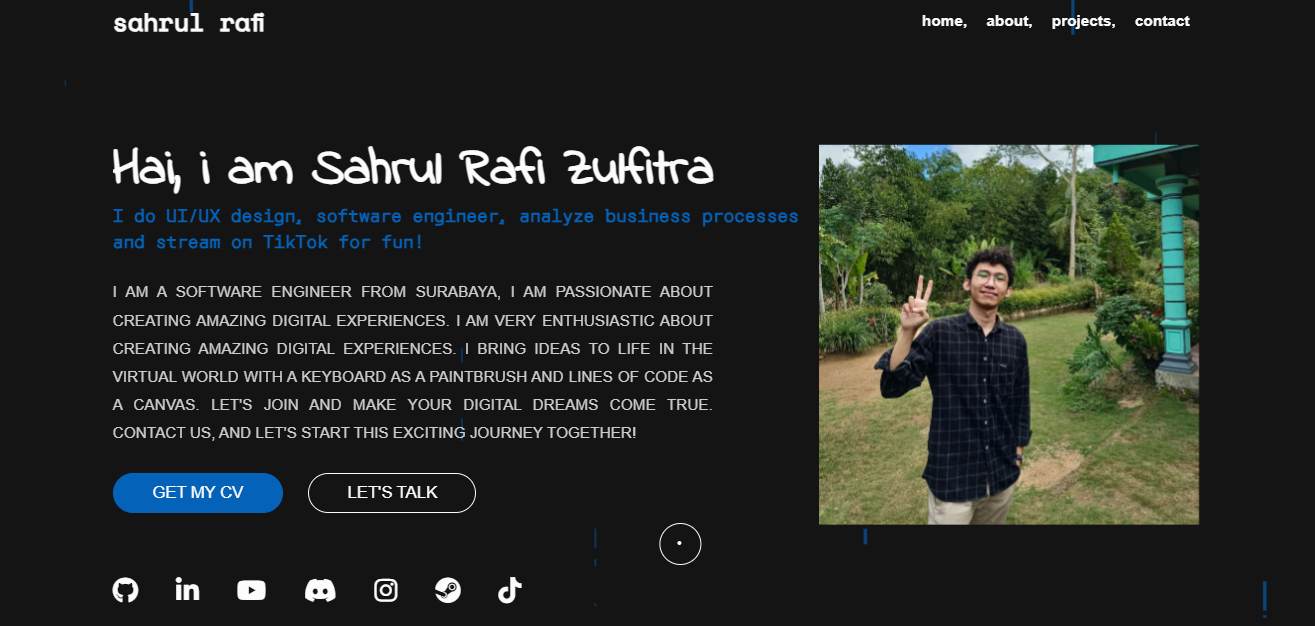 sahrul rafi
home, about, projects, contact
Hai, i am Sahrul Rafi Zulfitra
I do UI/UX design, software engineer, analyze business processes
and stream on TikTok for fun!
I AM A SOFTWARE ENGINEER FROM SURABAYA, I AM PASSIONATE ABOUT
CREATING AMAZING DIGITAL EXPERIENCES. I AM VERY ENTHUSIASTIC ABOUT
CREATING AMAZING DIGITAL EXPERIENCES. I BRING IDEAS TO LIFE IN THE
VIRTUAL WORLD WITH A KEYBOARD AS A PAINTBRUSH AND LINES OF CODE AS
A CANVAS. LET'S JOIN AND MAKE YOUR DIGITAL DREAMS COME TRUE.
CONTACT US, AND LET'S START THIS EXCITING JOURNEY TOGETHER!
GET MY CV
LET'S TALK
in